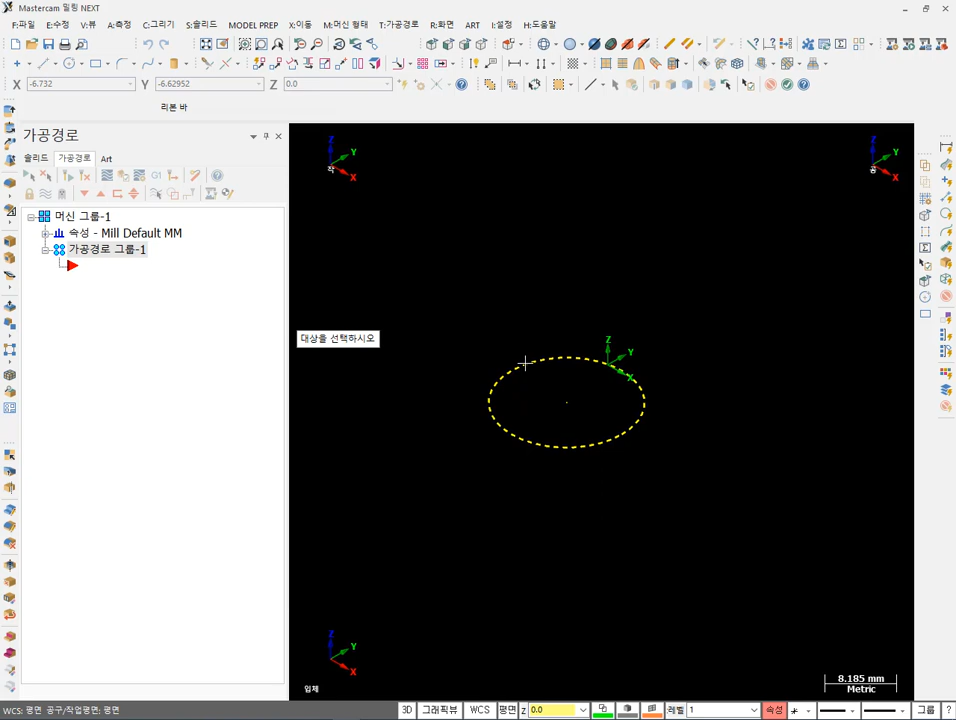 Mastercam 밀링 NEXT
F:파일 E:수정 V:뷰 A:측정 C:그리기 S:솔리드 MODEL PREP X:이동 M:머신 형태 T:가공경로 R:화면 ART I:설정 H:도움말
X -6.732 Y -6.62952 Z 0.0
리본 바
가공경로
솔리드 가공경로 Art
G1
머신 그룹-1
속성 - Mill Default MM
가공경로 그룹-1
Z Y X 작
Z Y X 공
대상을 선택하시오
Z Y X
Z Y X
입체
8.185 mm
Metric
WCS: 평면 공구/작업평면: 평면 3D 그래픽뷰 WCS 평면 Z 0.0 레벨 1 속성 그룹 ?